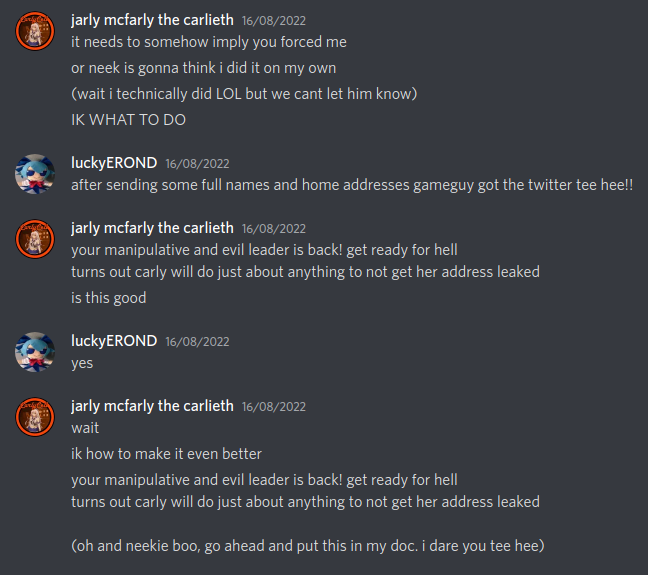 jarly mcfarly the carlieth 16/08/2022
it needs to somehow imply you forced me
or neek is gonna think i did it on my own
(wait i technically did LOL but we cant let him know)
IK WHAT TO DO
luckyEROND 16/08/2022
after sending some full names and home addresses gameguy got the twitter tee hee!!
jarly mcfarly the carlieth 16/08/2022
your manipulative and evil leader is back! get ready for hell
turns out carly will do just about anything to not get her address leaked
is this good
luckyEROND 16/08/2022
yes
jarly mcfarly the carlieth 16/08/2022
wait
ik how to make it even better
your manipulative and evil leader is back! get ready for hell
turns out carly will do just about anything to not get her address leaked
(oh and neekie boo, go ahead and put this in my doc. i dare you tee hee)